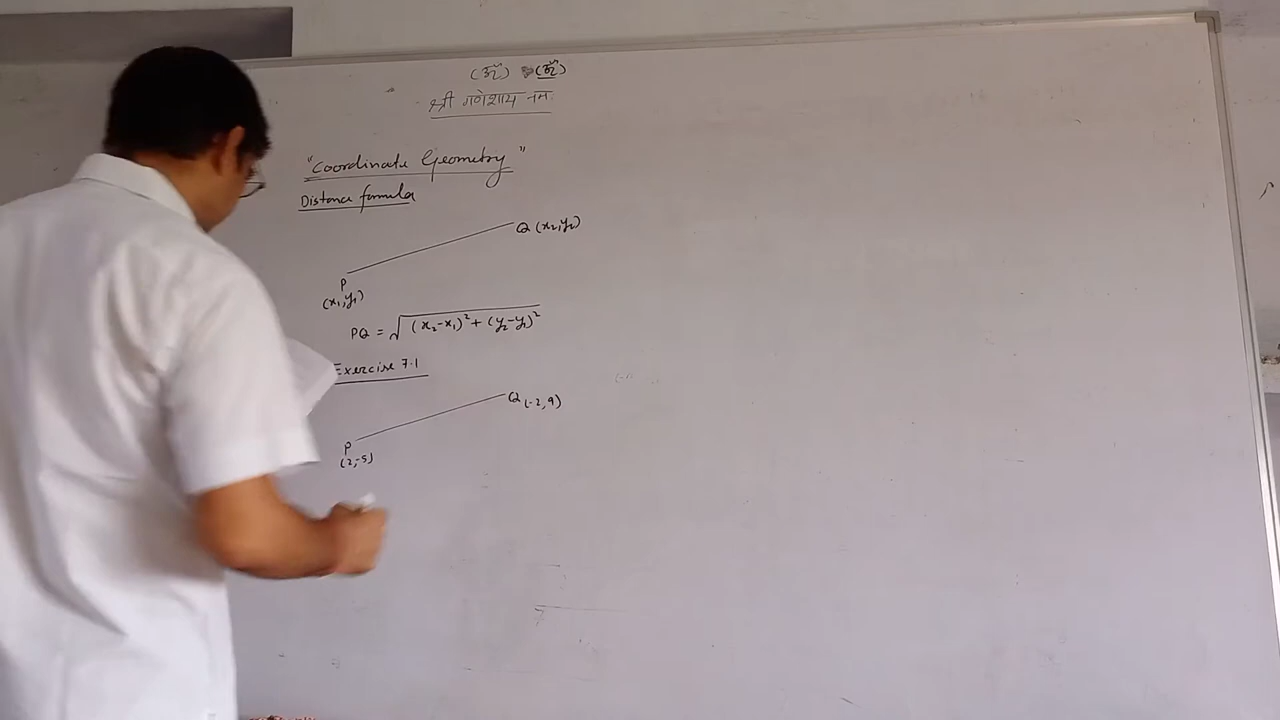 (ॐ) (ॐ)
श्री गणेशाय नमः
"Coordinate Geometry"
Distance formula
Q (x₂,y₂)
P
(x₁,y₁)
PQ = √((x₂-x₁)² + (y₂-y₁)²)
Exercise 7.1
Q (-2,9)
P
(2,-5)